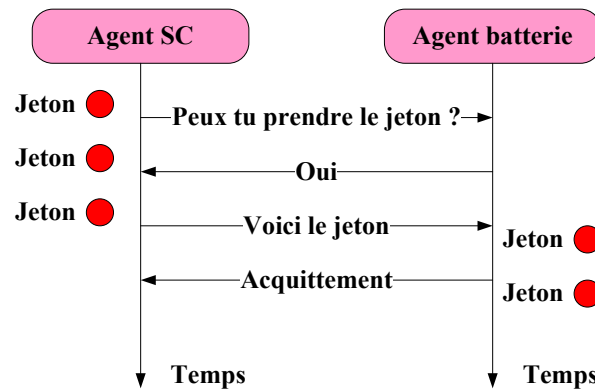 Agent SC
Agent batterie
Jeton
Peux tu prendre le jeton ?
Jeton
Oui
Jeton
Voici le jeton
Jeton
Acquittement
Jeton
Temps
Temps